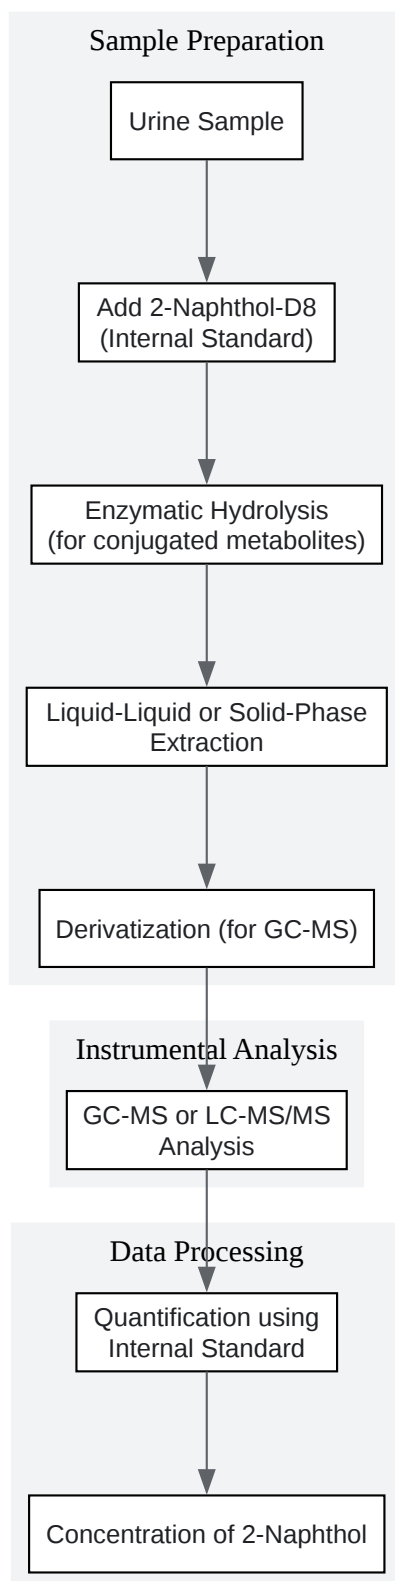 Sample Preparation
Urine Sample
Add 2-Naphthol-D8
(Internal Standard)
Enzymatic Hydrolysis
(for conjugated metabolites)
Liquid-Liquid or Solid-Phase
Extraction
Derivatization (for GC-MS)
Instrumental Analysis
GC-MS or LC-MS/MS
Analysis
Data Processing
Quantification using
Internal Standard
Concentration of 2-Naphthol